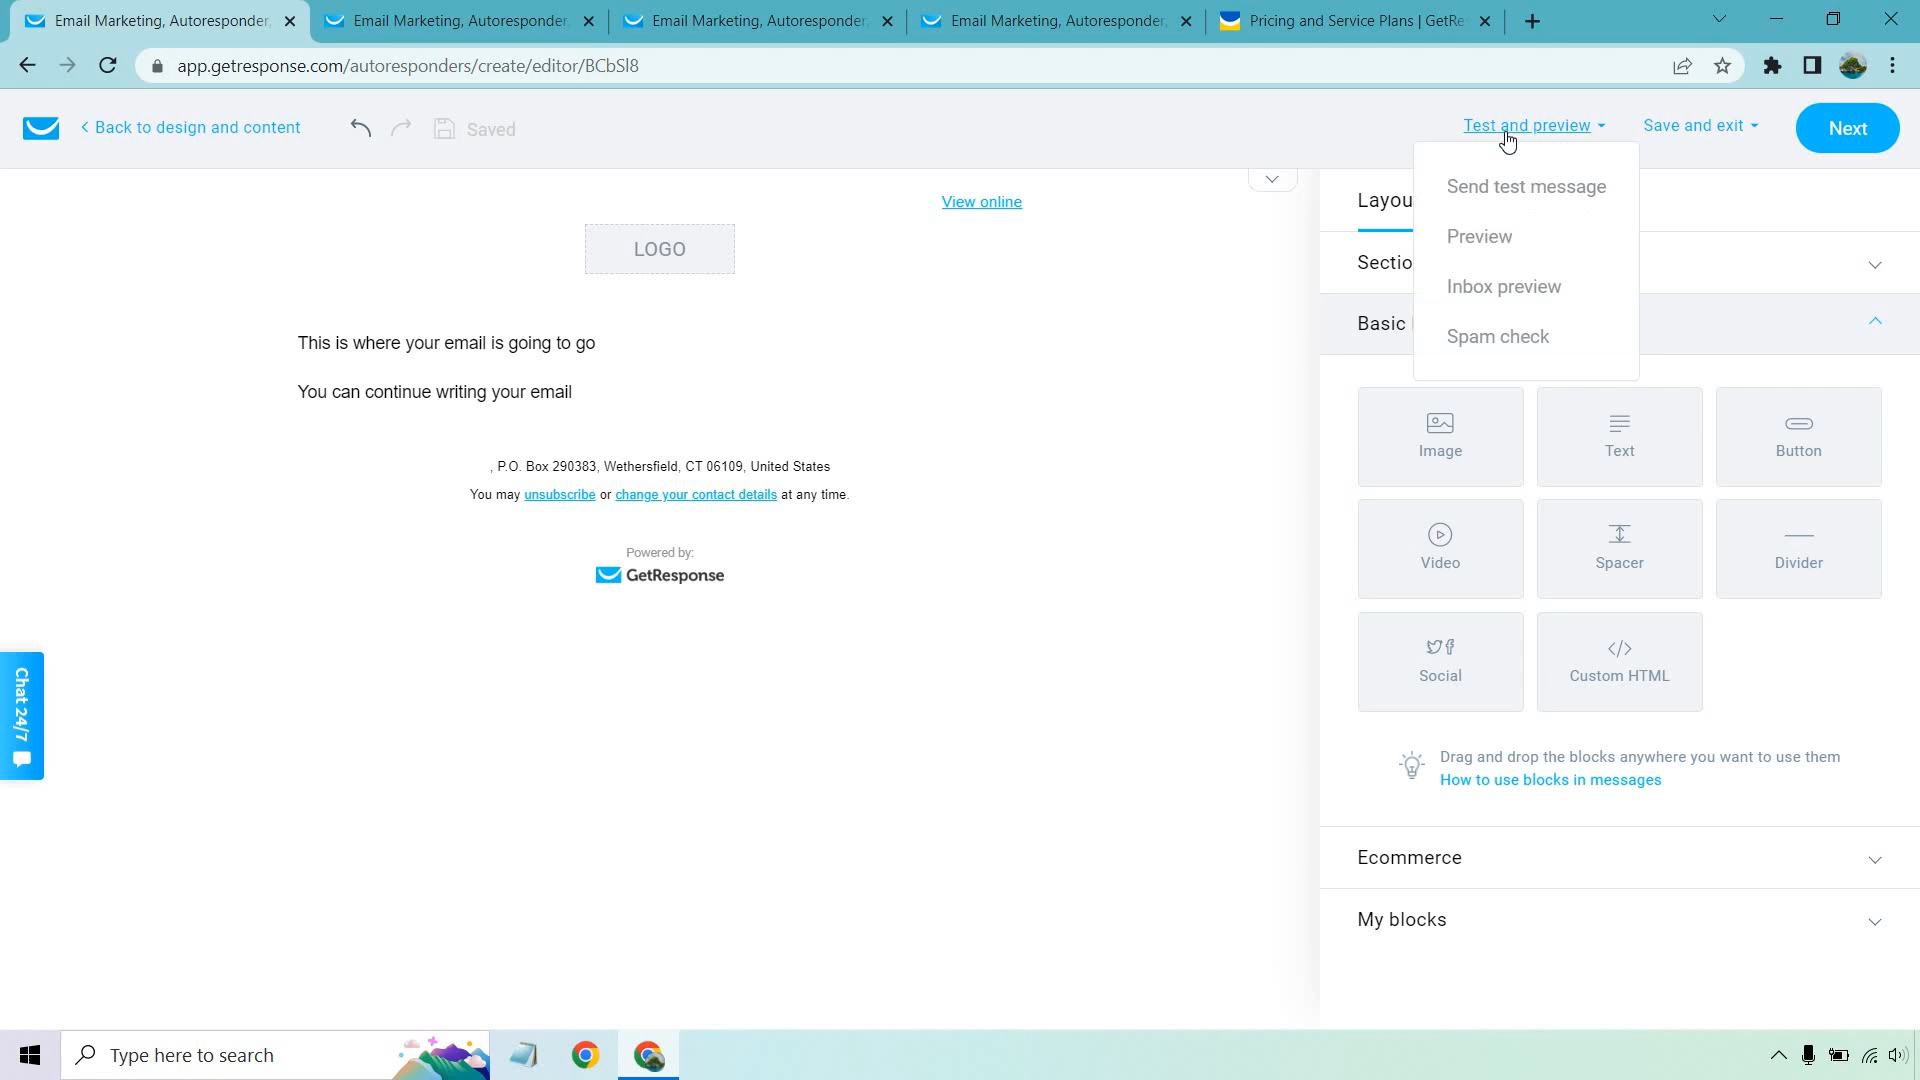 Email Marketing, Autoresponder,
Email Marketing, Autoresponder,
Email Marketing, Autoresponder,
Email Marketing, Autoresponder,
Pricing and Service Plans | GetRe
app.getresponse.com/autoresponders/create/editor/BCbSl8
Back to design and content
Saved
Test and preview
Save and exit
Next
Send test message
Preview
Inbox preview
Spam check
View online
LOGO
This is where your email is going to go
You can continue writing your email
, P.O. Box 290383, Wethersfield, CT 06109, United States
You may unsubscribe or change your contact details at any time.
Powered by:
GetResponse
Chat 24/7
Layou
Sectio
Basic
Image
Text
Button
Video
Spacer
Divider
Social
Custom HTML
Drag and drop the blocks anywhere you want to use them
How to use blocks in messages
Ecommerce
My blocks
Type here to search